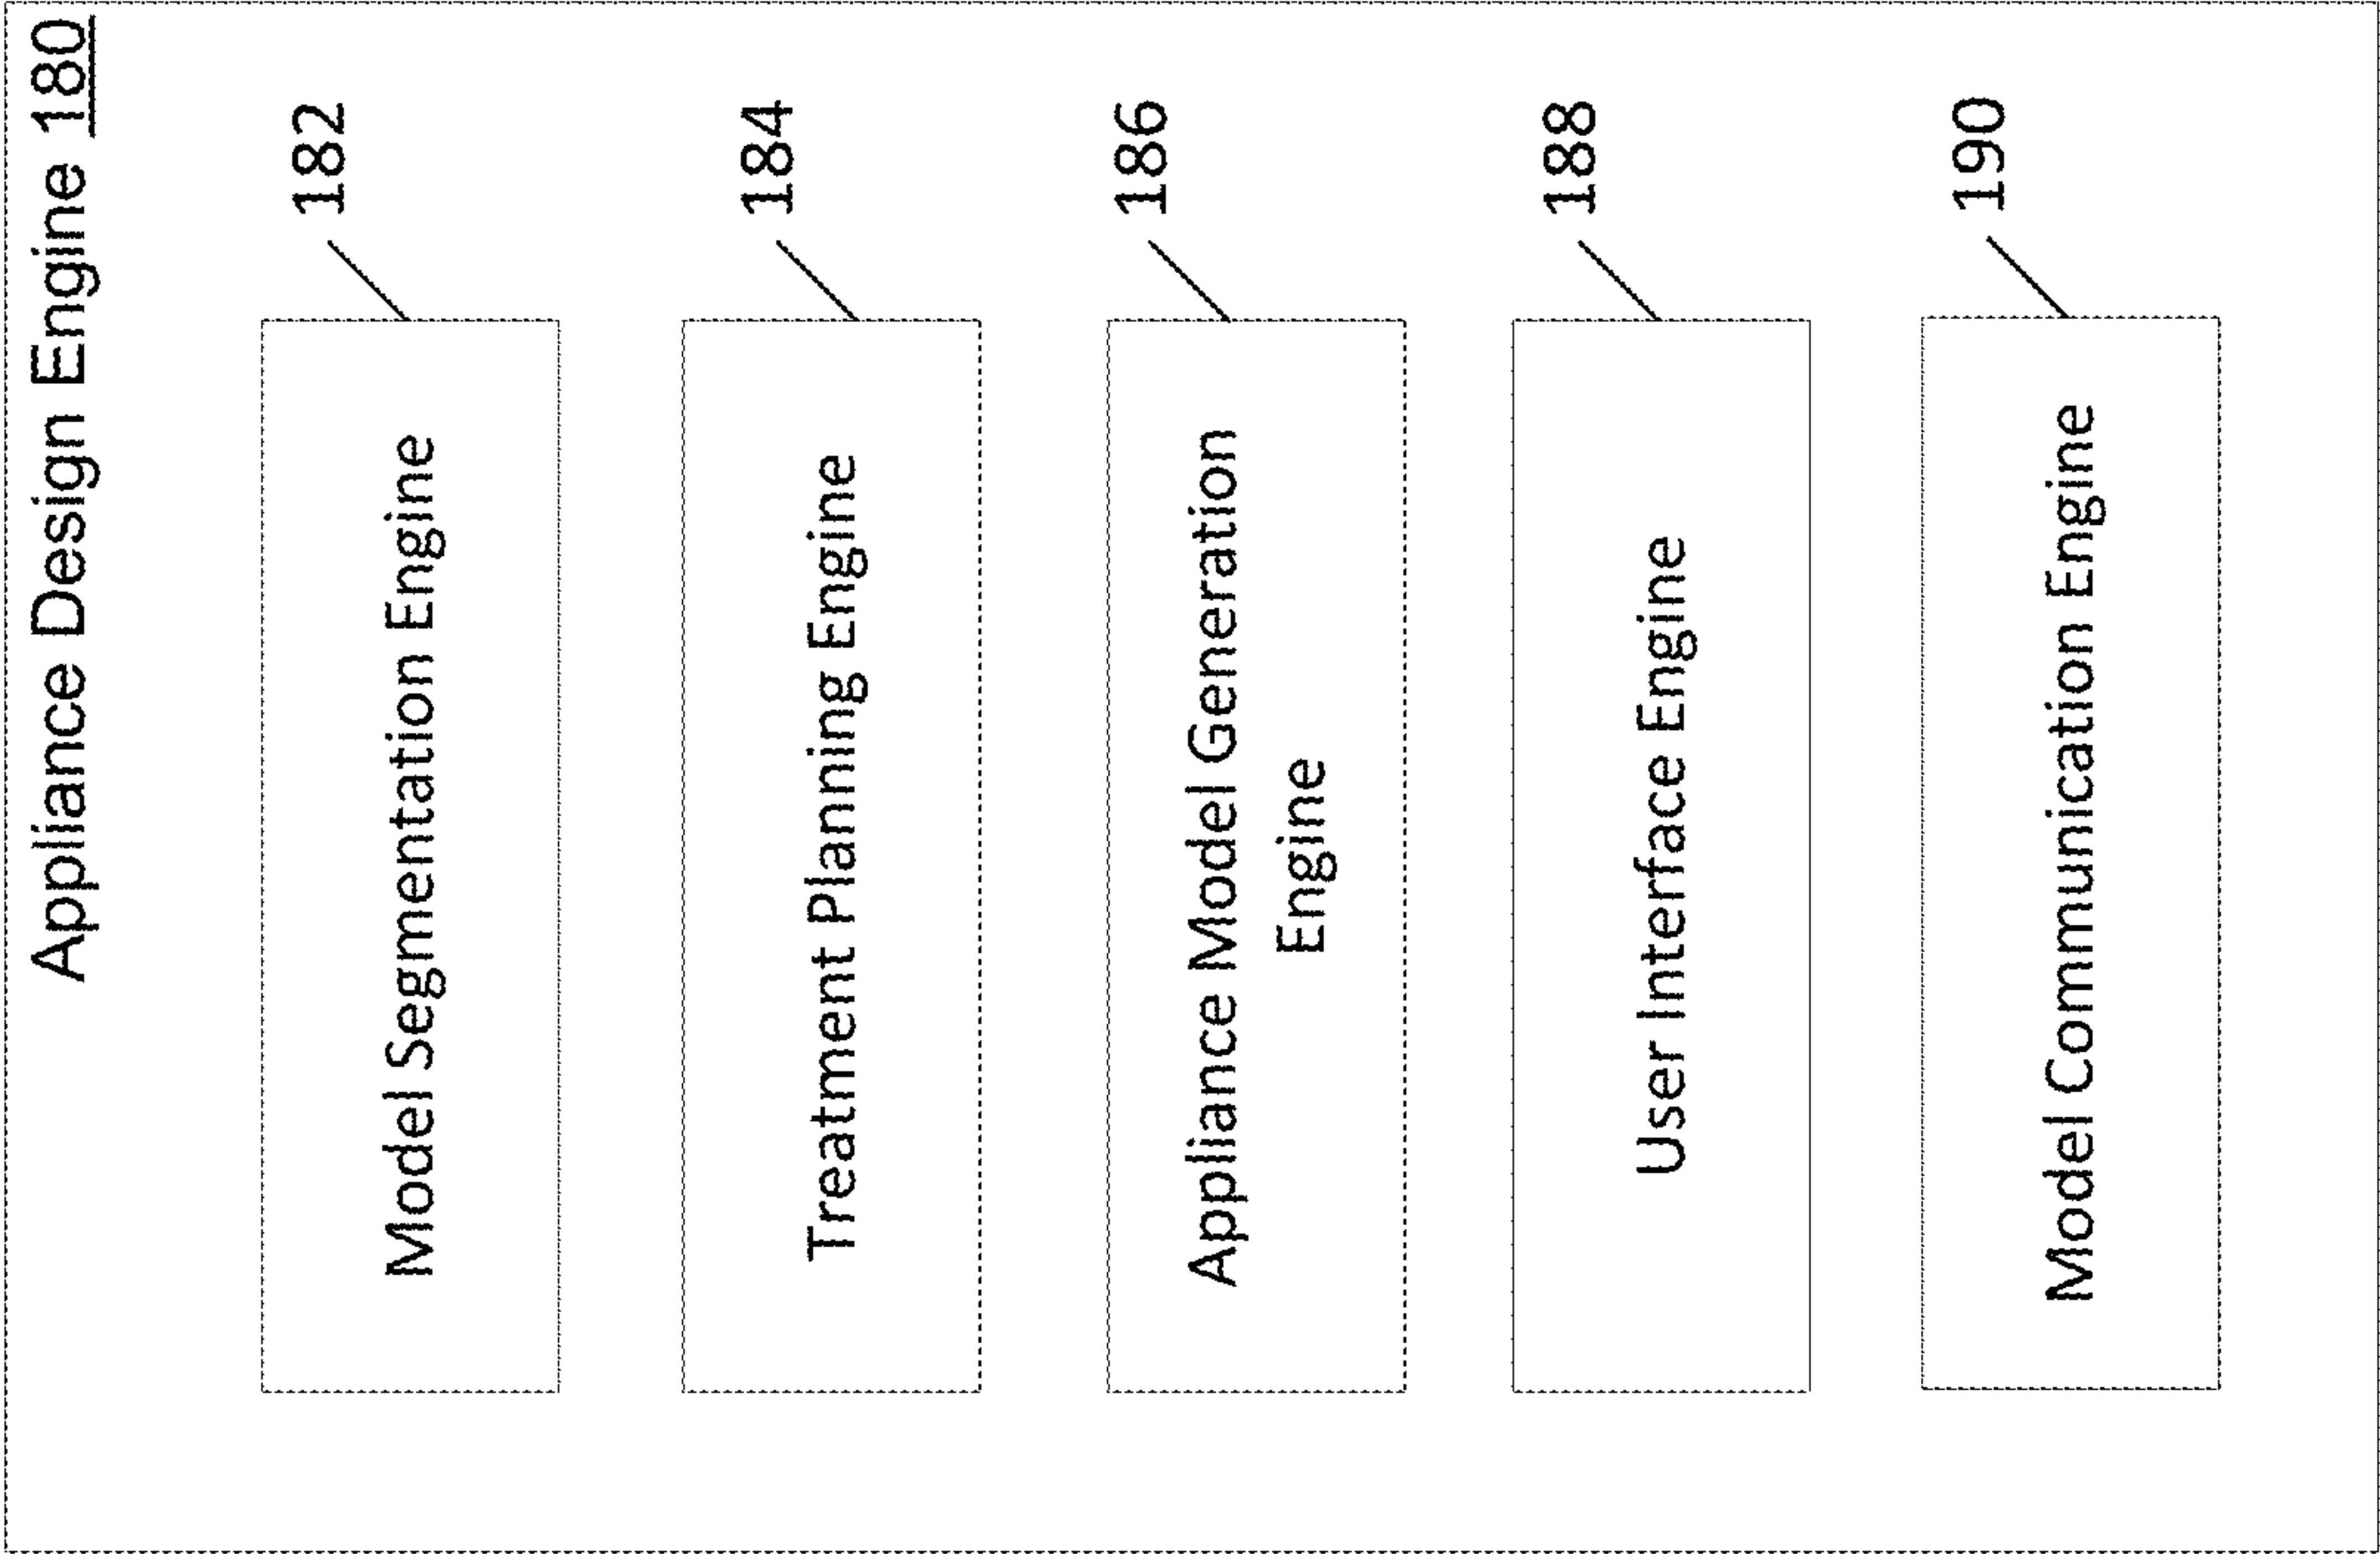 Appliance Design Engine 180
182
Model Segmentation Engine
184
Treatment Planning Engine
186
Appliance Model Generation
Engine
188
User Interface Engine
190
Model Communication Engine